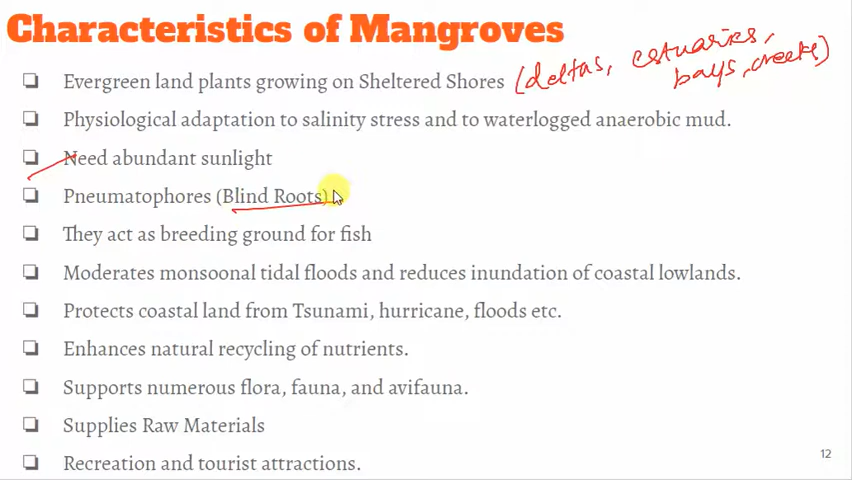 Characteristics of Mangroves
❏ Evergreen land plants growing on Sheltered Shores (deltas, estuaries,
bays, creeks)
❏ Physiological adaptation to salinity stress and to waterlogged anaerobic mud.
❏ Need abundant sunlight
❏ Pneumatophores (Blind Roots)
❏ They act as breeding ground for fish
❏ Moderates monsoonal tidal floods and reduces inundation of coastal lowlands.
❏ Protects coastal land from Tsunami, hurricane, floods etc.
❏ Enhances natural recycling of nutrients.
❏ Supports numerous flora, fauna, and avifauna.
❏ Supplies Raw Materials
❏ Recreation and tourist attractions.
12